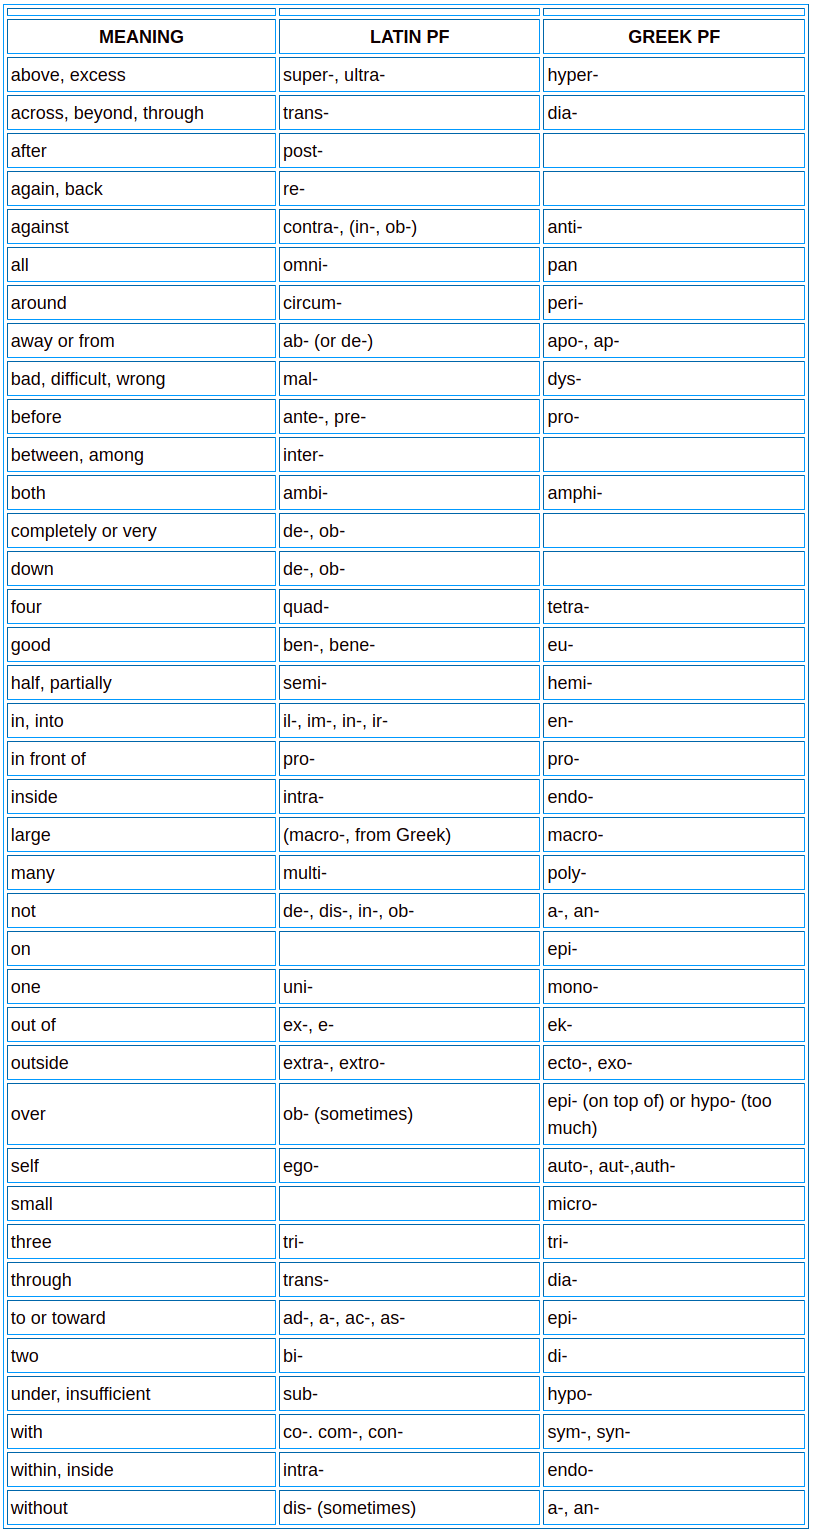 MEANING LATIN PF GREEK PF
above, excess super-, ultra- hyper-
across, beyond, through trans- dia-
after post-
again, back re-
against contra-, (in-, ob-) anti-
all omni- pan
around circum- peri-
away or from ab- (or de-) apo-, ap-
bad, difficult, wrong mal- dys-
before ante-, pre- pro-
between, among inter-
both ambi- amphi-
completely or very de-, ob-
down de-, ob-
four quad- tetra-
good ben-, bene- eu-
half, partially semi- hemi-
in, into il-, im-, in-, ir- en-
in front of pro- pro-
inside intra- endo-
large (macro-, from Greek) macro-
many multi- poly-
not de-, dis-, in-, ob- a-, an-
on epi-
one uni- mono-
out of ex-, e- ek-
outside extra-, extro- ecto-, exo-
over ob- (sometimes) epi- (on top of) or hypo- (too
much)
self ego- auto-, aut-,auth-
small micro-
three tri- tri-
through trans- dia-
to or toward ad-, a-, ac-, as- epi-
two bi- di-
under, insufficient sub- hypo-
with co-. com-, con- sym-, syn-
within, inside intra- endo-
without dis- (sometimes) a-, an-